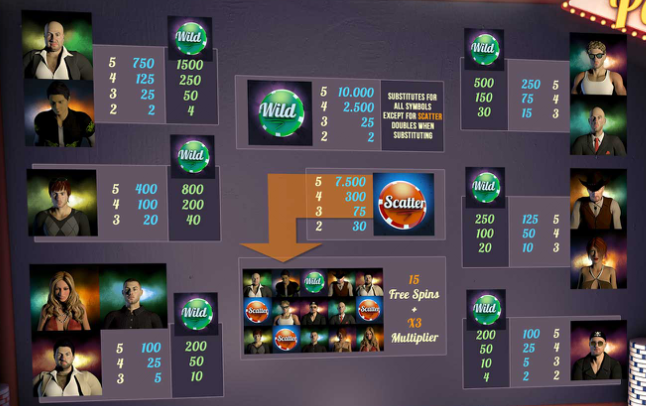 Wild
5 750 1500
4 125 250
3 25 50
2 2 4
Wild
5 400 800
4 100 200
3 20 40
Wild
5 100 200
4 25 50
3 5 10
Wild
5 10.000
4 2.500
3 25
2 2
SUBSTITUTES FOR
ALL SYMBOLS
EXCEPT FOR SCATTER
DOUBLES WHEN
SUBSTITUTING
5 7.500
4 300
3 75
2 30
Scatter
Wild
Scatter
Scatter
Scatter
15
Free Spins
+
X3
Multiplier
Wild
500 250 5
150 75 4
30 15 3
Wild
250 125 5
100 50 4
20 10 3
Wild
200 100 5
50 25 4
10 5 3
4 2 2